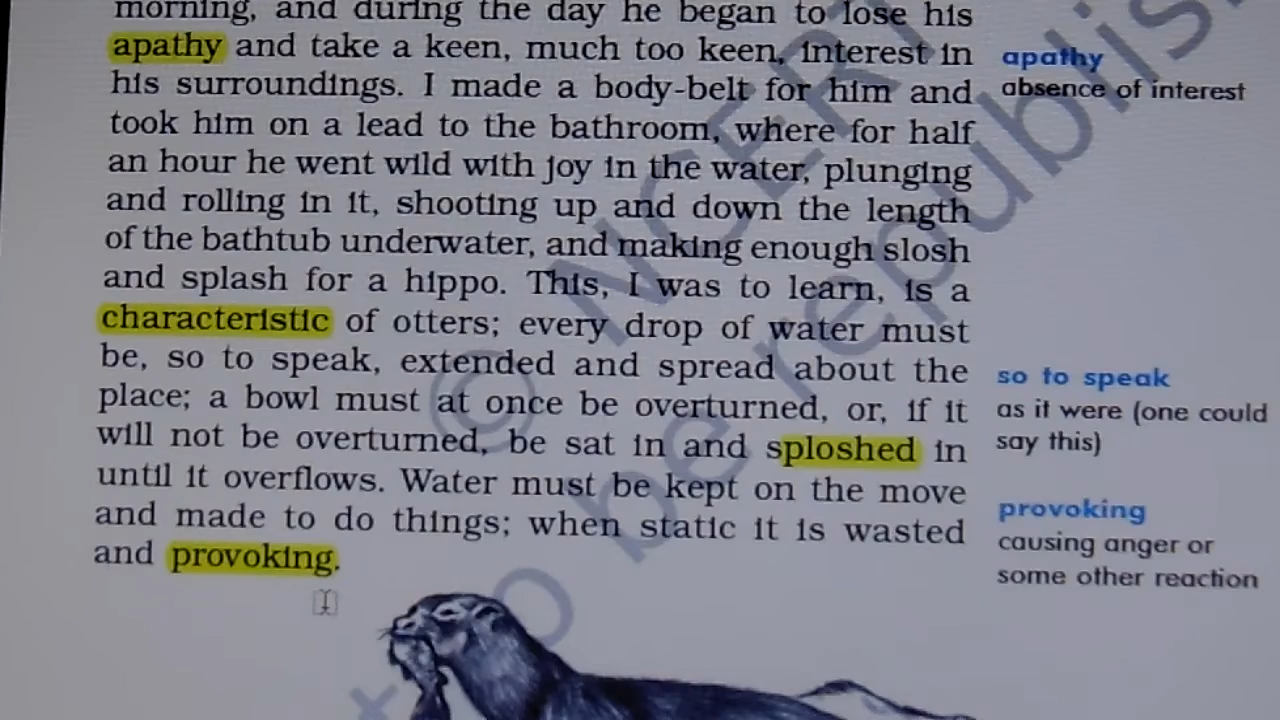 morning, and during the day he began to lose his
apathy and take a keen, much too keen, interest in
his surroundings. I made a body-belt for him and
took him on a lead to the bathroom, where for half
an hour he went wild with joy in the water, plunging
and rolling in it, shooting up and down the length
of the bathtub underwater, and making enough slosh
and splash for a hippo. This, I was to learn, is a
characteristic of otters; every drop of water must
be, so to speak, extended and spread about the
place; a bowl must at once be overturned, or, if it
will not be overturned, be sat in and sploshed in
until it overflows. Water must be kept on the move
and made to do things; when static it is wasted
and provoking.
apathy
absence of interest
so to speak
as it were (one could
say this)
provoking
causing anger or
some other reaction
© NCERT
be republis